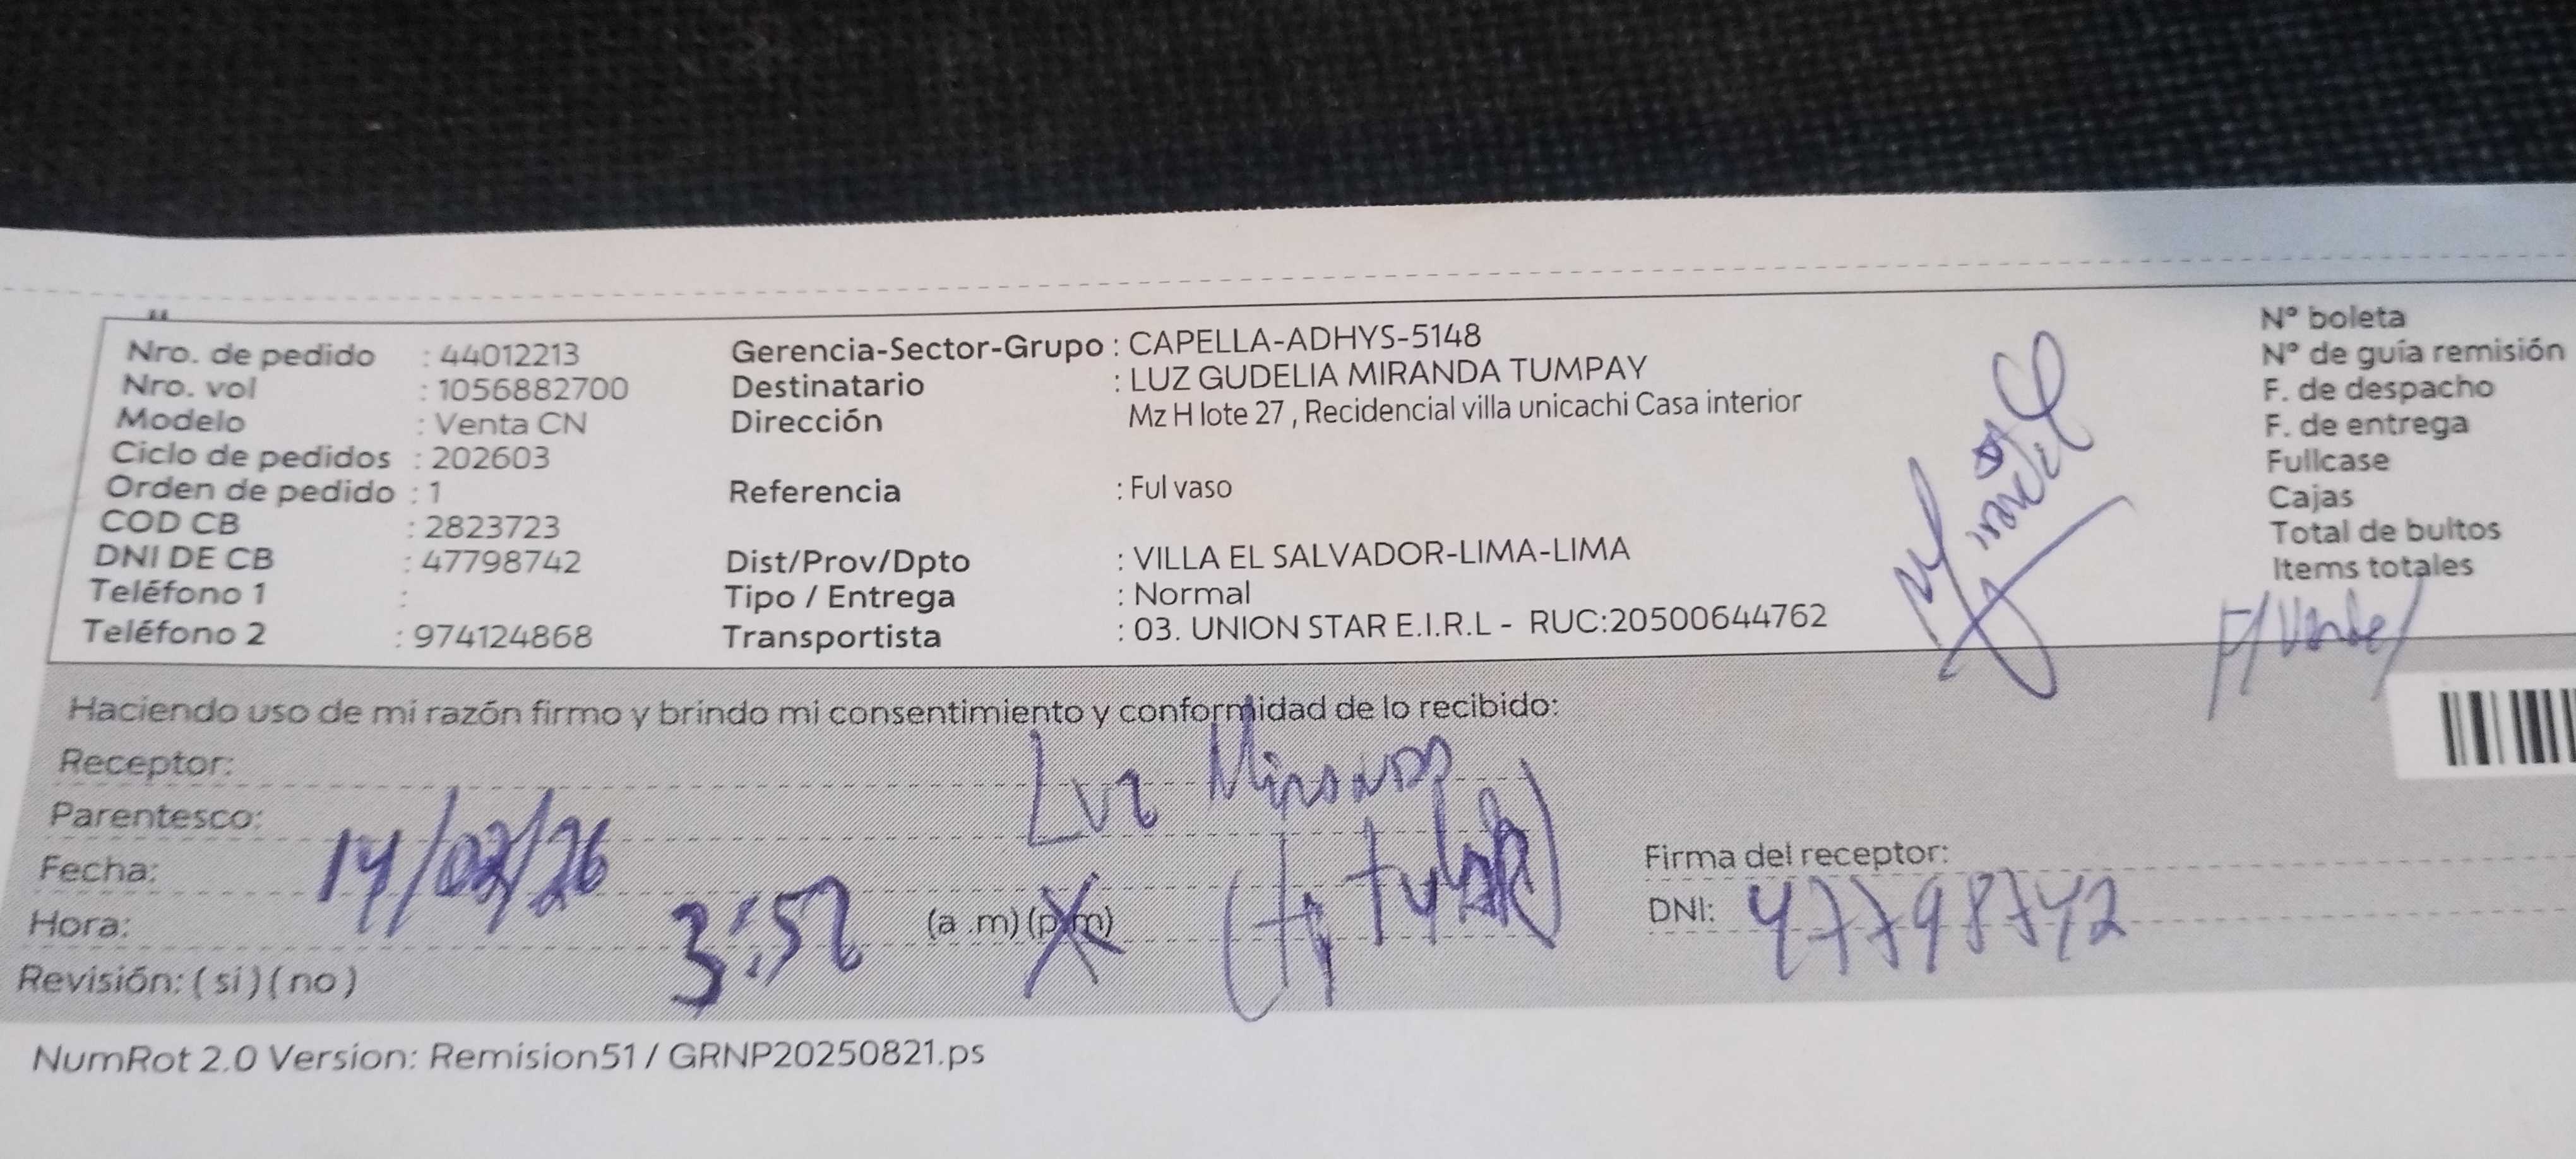 Nro. de pedido : 44012213
Nro. vol : 1056882700
Modelo : Venta CN
Ciclo de pedidos : 202603
Orden de pedido : 1
COD CB : 2823723
DNI DE CB : 47798742
Teléfono 1 :
Teléfono 2 : 974124868
Gerencia-Sector-Grupo : CAPELLA-ADHYS-5148
Destinatario : LUZ GUDELIA MIRANDA TUMPAY
Dirección Mz H lote 27 , Recidencial villa unicachi Casa interior
Referencia : Ful vaso
Dist/Prov/Dpto : VILLA EL SALVADOR-LIMA-LIMA
Tipo / Entrega : Normal
Transportista : 03. UNION STAR E.I.R.L - RUC:20500644762
N° boleta
N° de guía remisión
F. de despacho
F. de entrega
Fullcase
Cajas
Total de bultos
Items totales
Haciendo uso de mi razón firmo y brindo mi consentimiento y conformidad de lo recibido:
Receptor: Luz Miranda
Parentesco: (titular)
Fecha: 14/02/26
Hora: 3:52 (a .m) (p.m)
Revisión: ( si ) ( no )
Firma del receptor:
DNI: 47798742
NumRot 2.0 Version: Remision51 / GRNP20250821.ps